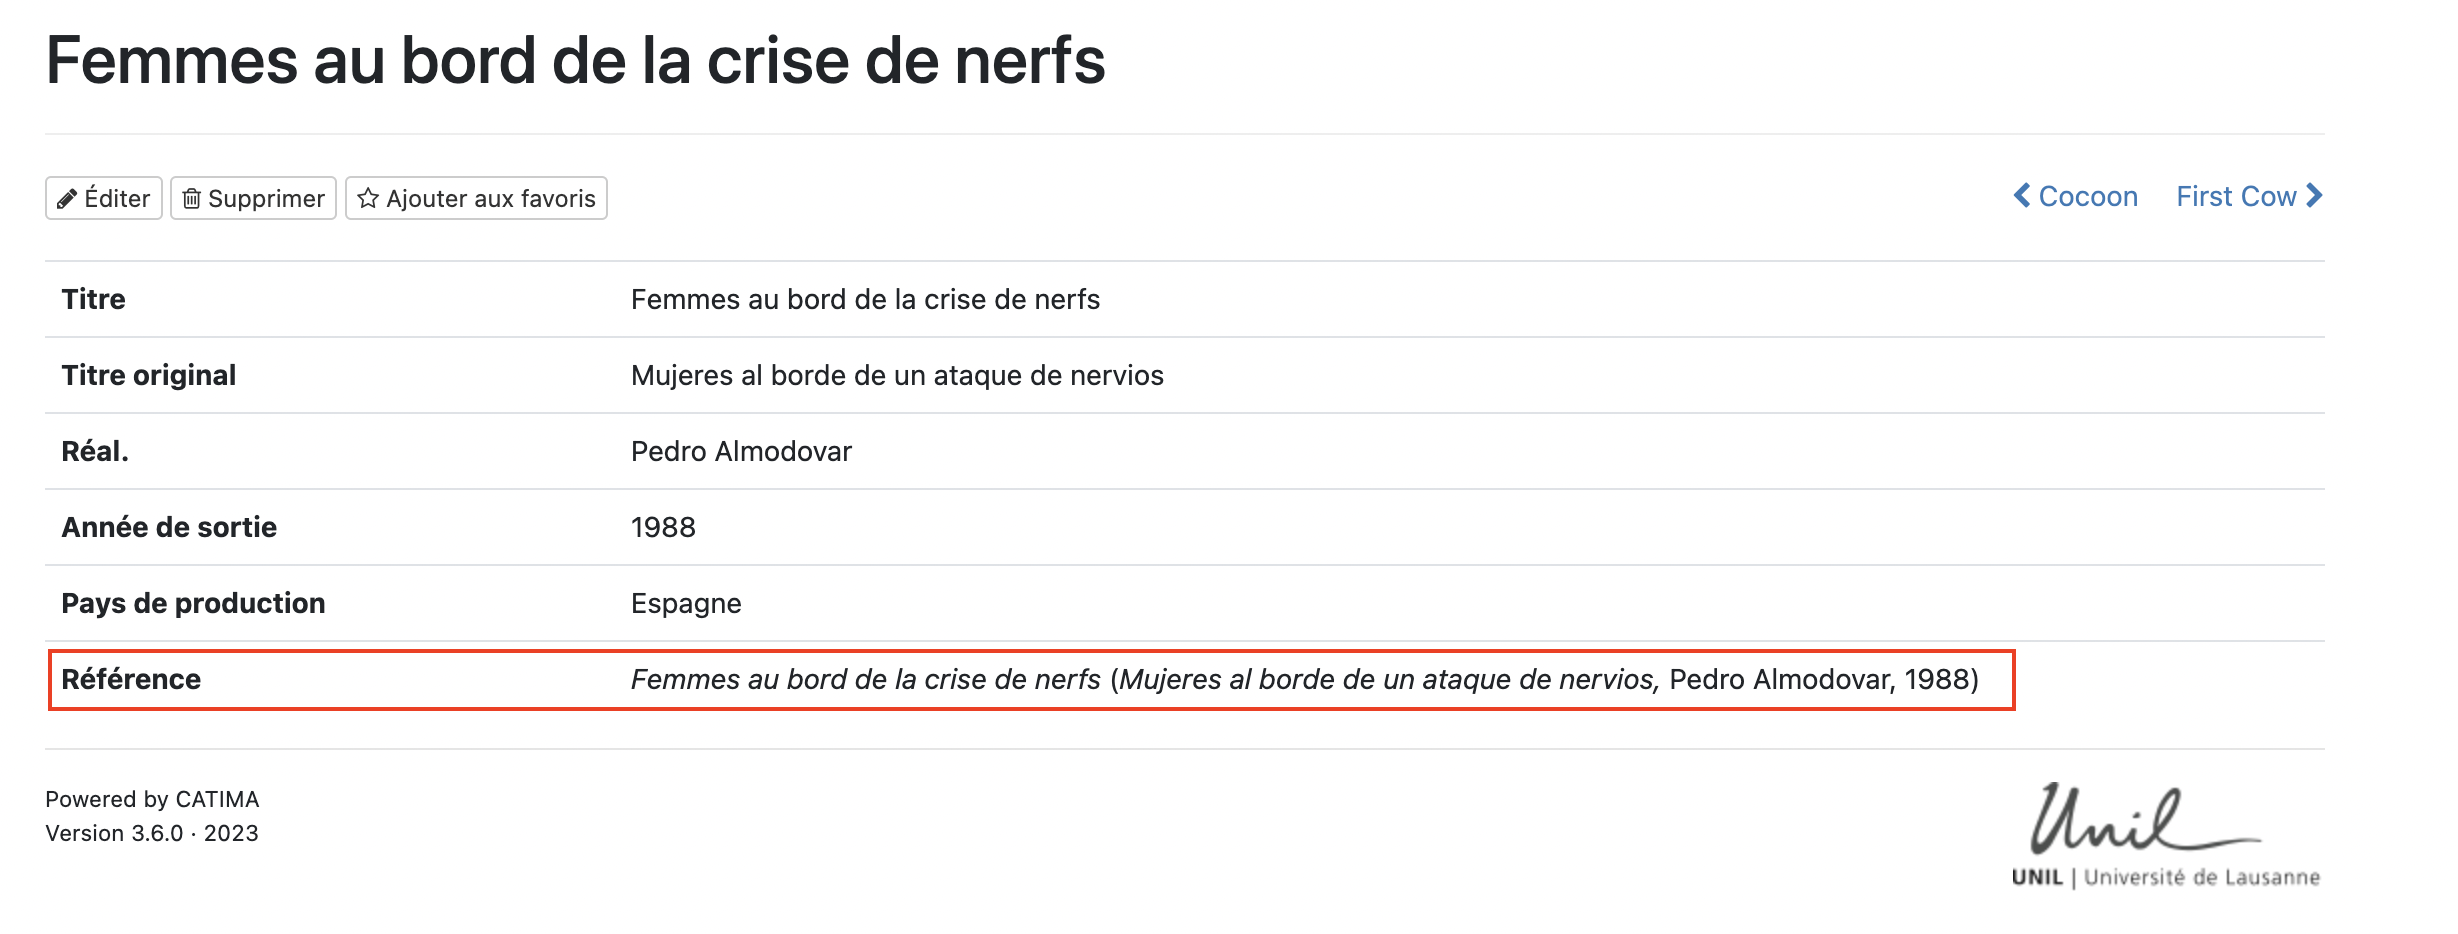 Femmes au bord de la crise de nerfs
Éditer Supprimer Ajouter aux favoris Cocoon First Cow
Titre Femmes au bord de la crise de nerfs
Titre original Mujeres al borde de un ataque de nervios
Réal. Pedro Almodovar
Année de sortie 1988
Pays de production Espagne
Référence Femmes au bord de la crise de nerfs (Mujeres al borde de un ataque de nervios, Pedro Almodovar, 1988)
Powered by CATIMA
Version 3.6.0 · 2023
Unil
UNIL | Université de Lausanne